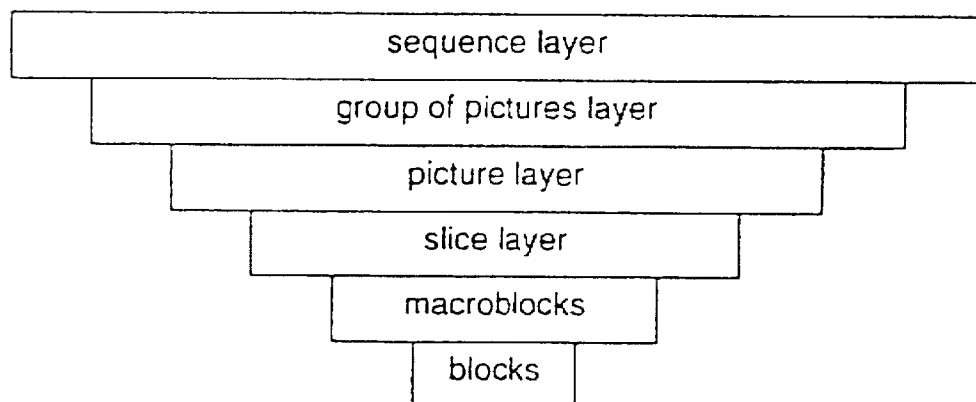 sequence layer
group of pictures layer
picture layer
slice layer
macroblocks
blocks